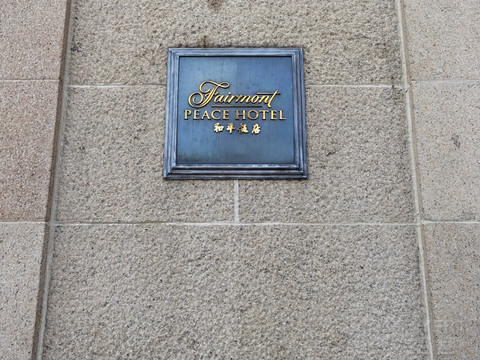 Fairmont
PEACE HOTEL
和平饭店